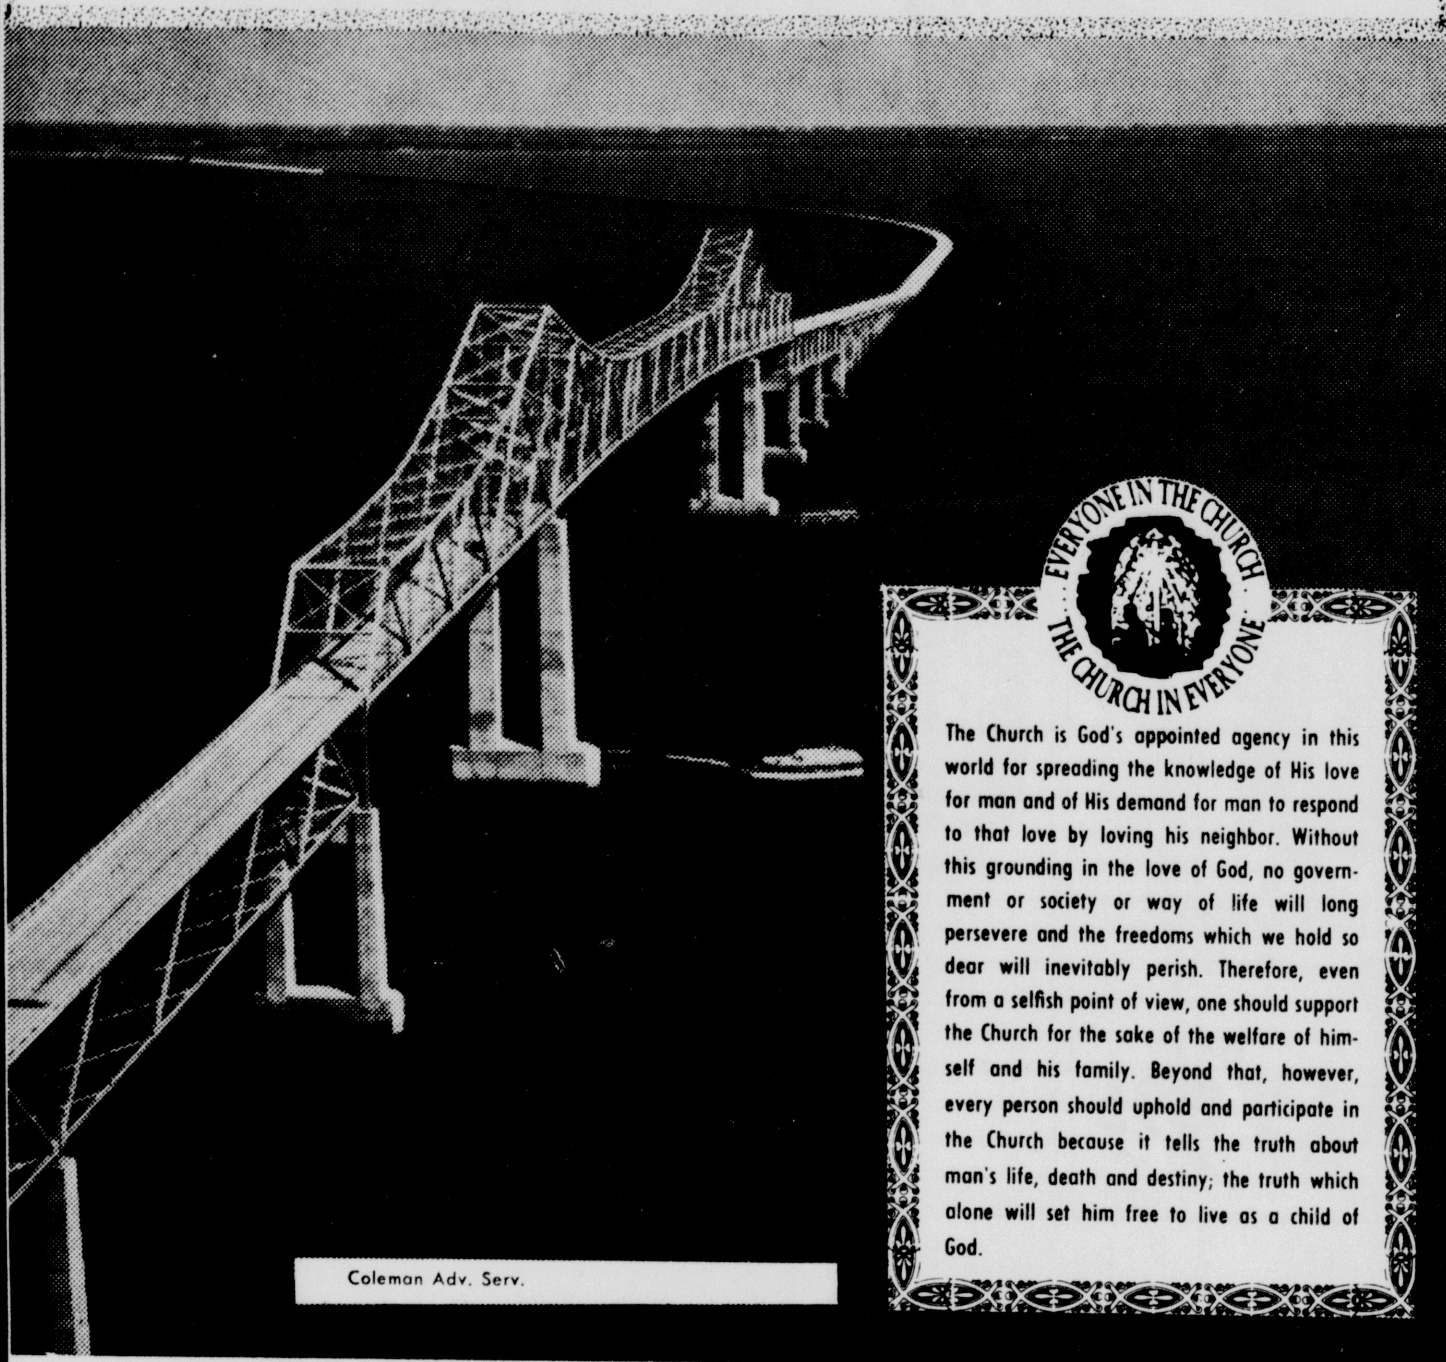 EVERYONE IN THE CHURCH
THE CHURCH IN EVERYONE
The Church is God's appointed agency in this
world for spreading the knowledge of His love
for man and of His demand for man to respond
to that love by loving his neighbor. Without
this grounding in the love of God, no govern-
ment or society or way of life will long
persevere and the freedoms which we hold so
dear will inevitably perish. Therefore, even
from a selfish point of view, one should support
the Church for the sake of the welfare of him-
self and his family. Beyond that, however,
every person should uphold and participate in
the Church because it tells the truth about
man's life, death and destiny; the truth which
alone will set him free to live as a child of
God.
Coleman Adv. Serv.